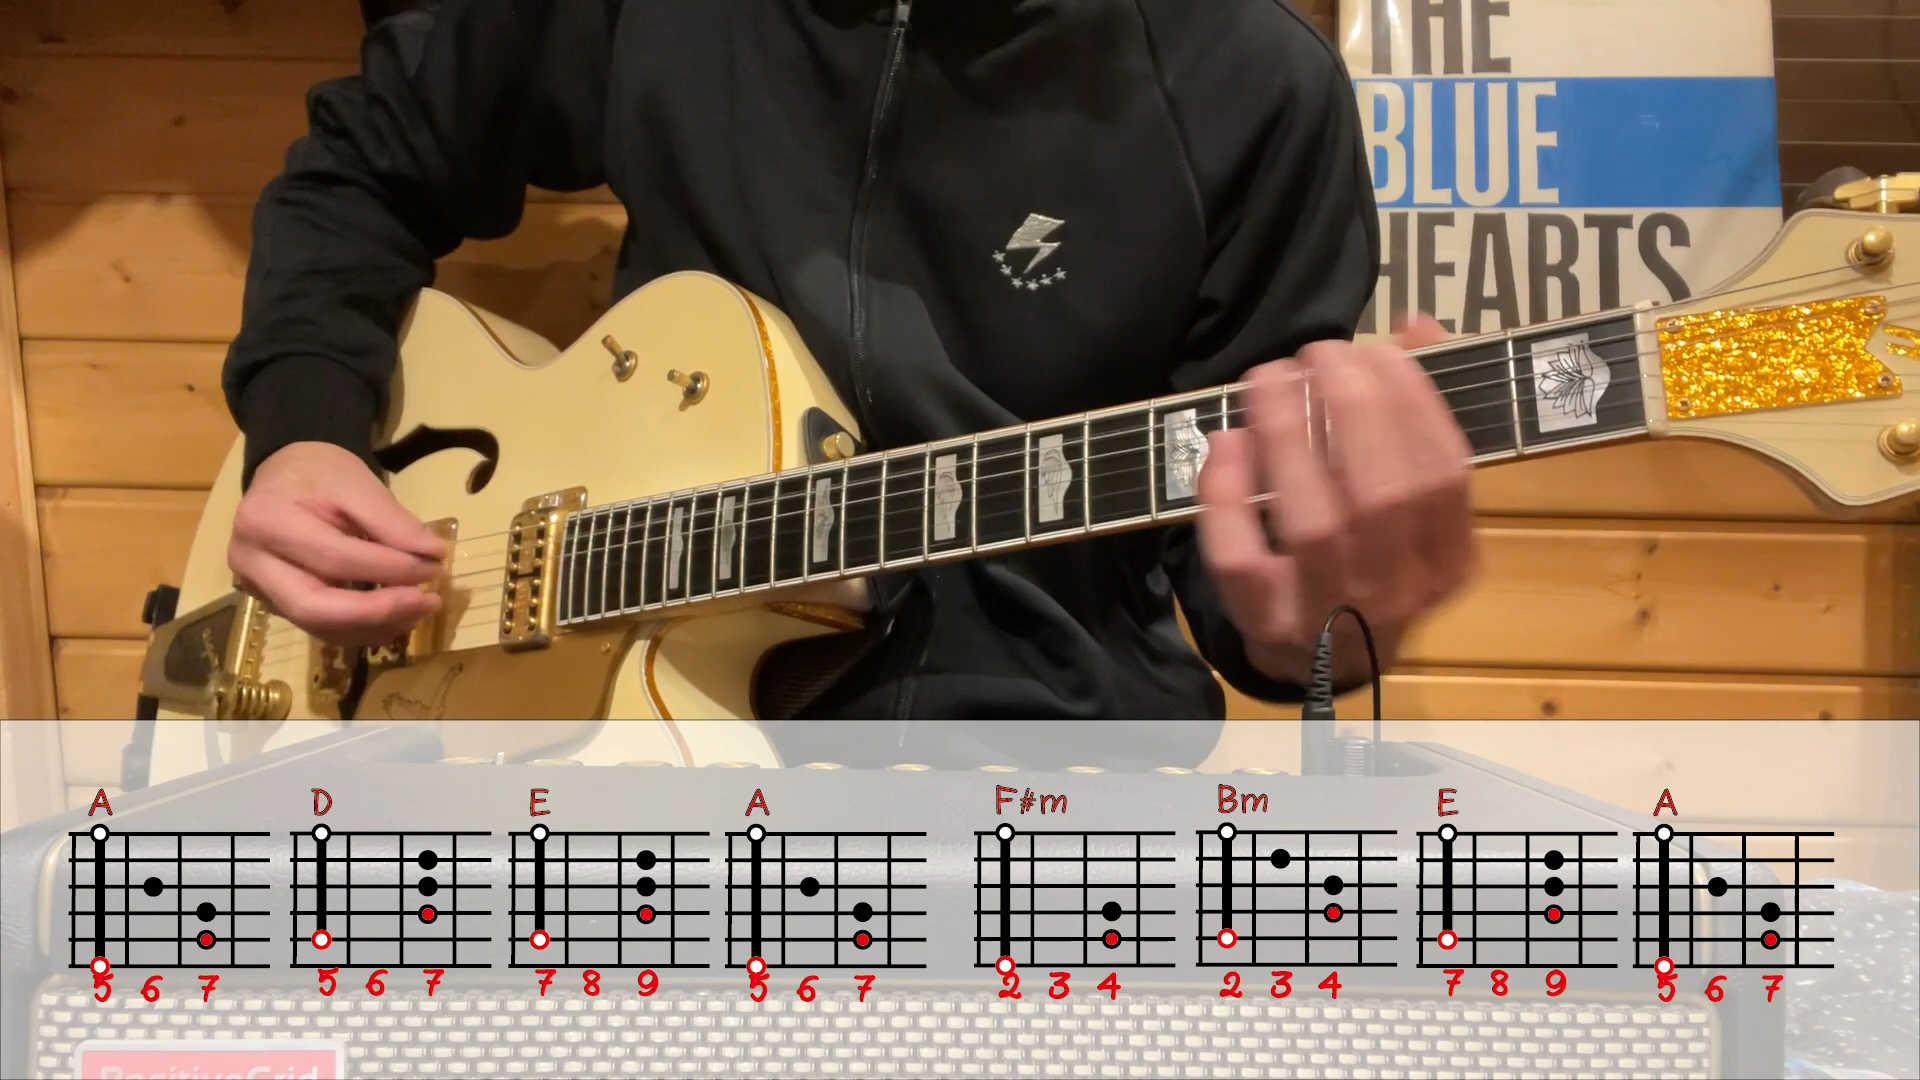 THE
BLUE
HEARTS
A D E A F#m Bm E A
5 6 7 5 6 7 7 8 9 5 6 7 2 3 4 2 3 4 7 8 9 5 6 7
PositiveGrid